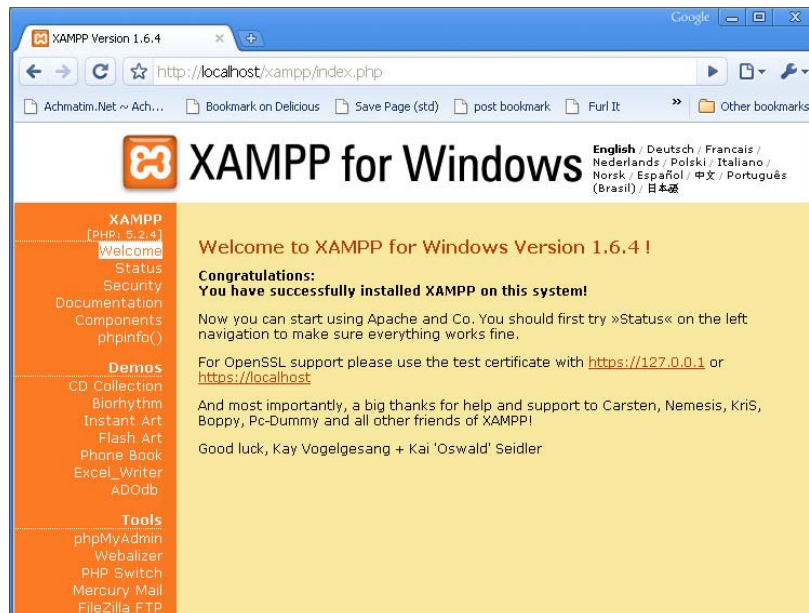 Google
XAMPP Version 1.6.4
http://localhost/xampp/index.php
Achmatim.Net ~ Ach...
Bookmark on Delicious
Save Page (std)
post bookmark
Furl It
»
Other bookmarks
XAMPP for Windows
English / Deutsch / Francais /
Nederlands / Polski / Italiano /
Norsk / Español / 中文 / Português
(Brasil) / 日本語
XAMPP
[PHP: 5.2.4]
Welcome
Status
Security
Documentation
Components
phpinfo()
Demos
CD Collection
Biorhythm
Instant Art
Flash Art
Phone Book
Excel_Writer
ADOdb
Tools
phpMyAdmin
Webalizer
PHP Switch
Mercury Mail
FileZilla FTP
Welcome to XAMPP for Windows Version 1.6.4 !
Congratulations:
You have successfully installed XAMPP on this system!
Now you can start using Apache and Co. You should first try »Status« on the left
navigation to make sure everything works fine.
For OpenSSL support please use the test certificate with https://127.0.0.1 or
https://localhost
And most importantly, a big thanks for help and support to Carsten, Nemesis, KriS,
Boppy, Pc-Dummy and all other friends of XAMPP!
Good luck, Kay Vogelgesang + Kai 'Oswald' Seidler